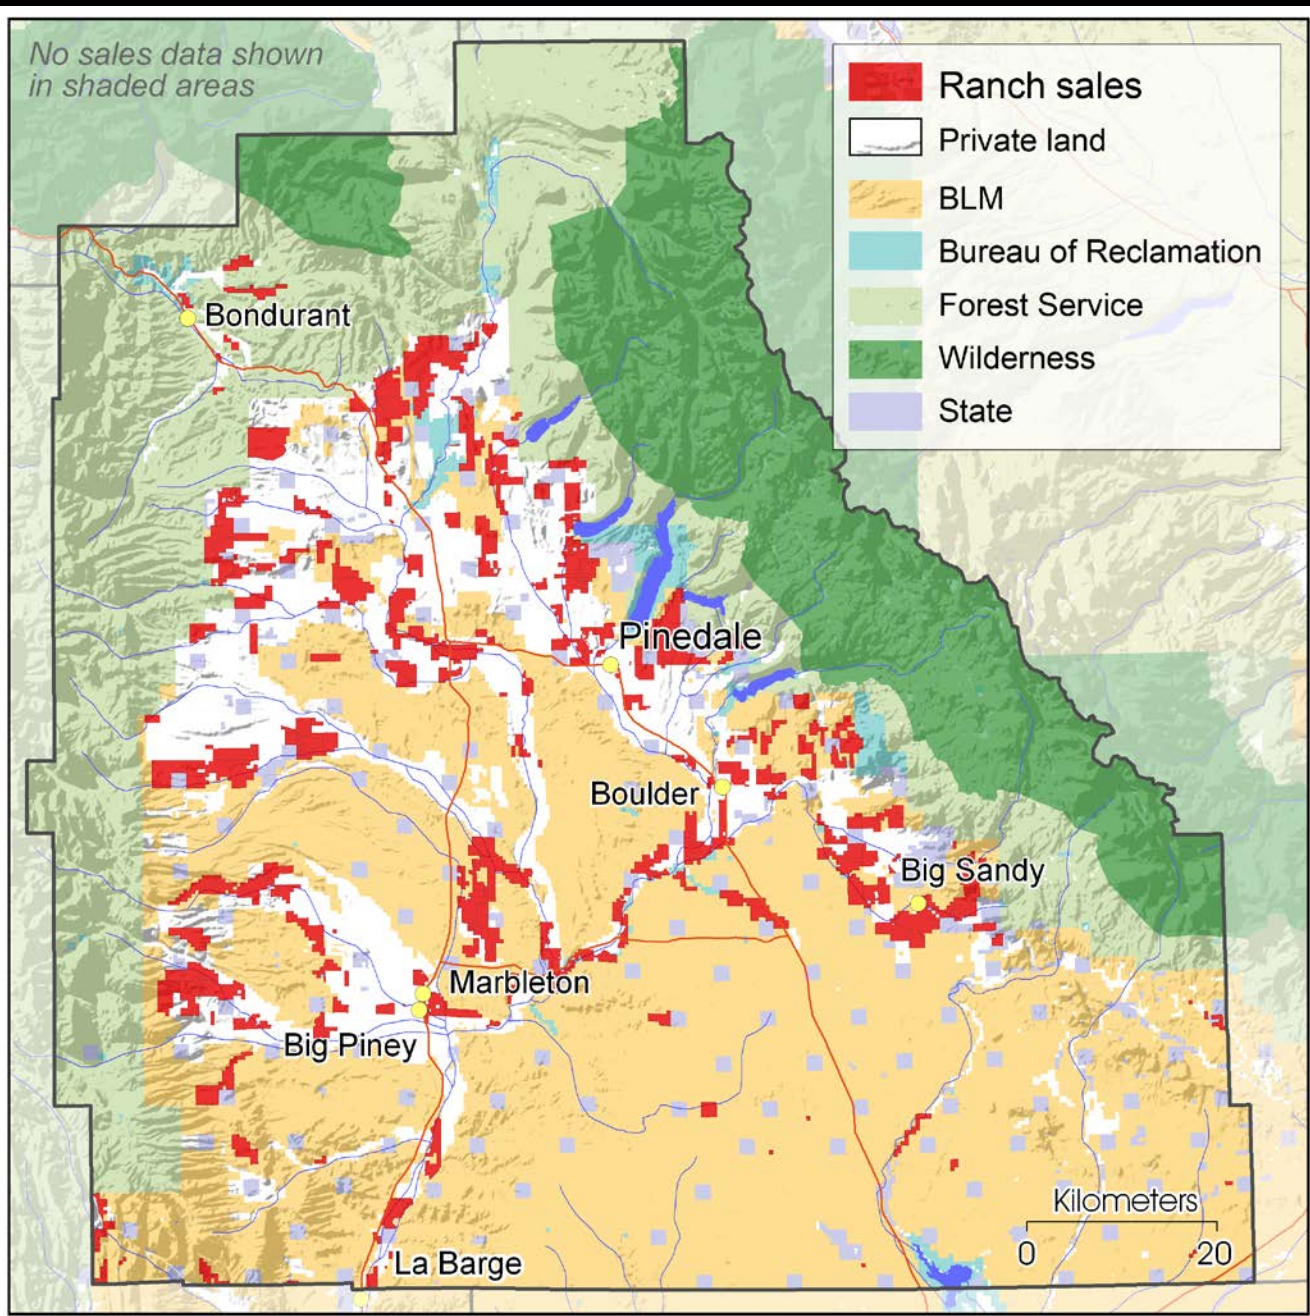 No sales data shown
in shaded areas
Ranch sales
Private land
BLM
Bureau of Reclamation
Forest Service
Wilderness
State
Bondurant
Pinedale
Boulder
Big Sandy
Marbleton
Big Piney
La Barge
Kilometers
0 20